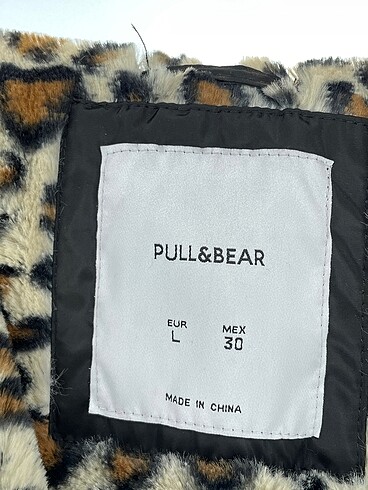 PULL&BEAR
EUR MEX
L 30
MADE IN CHINA